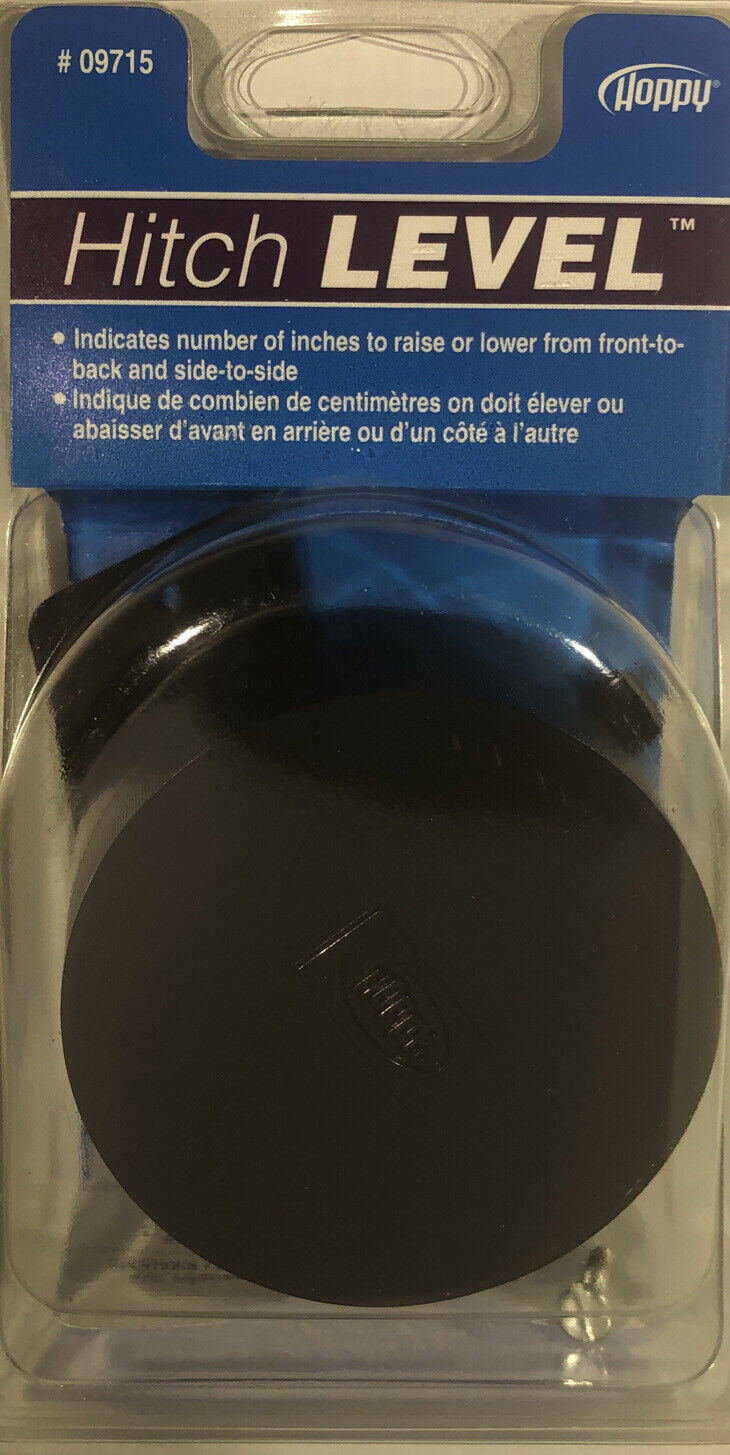 # 09715
Hoppy®
Hitch LEVEL™
• Indicates number of inches to raise or lower from front-to-
back and side-to-side
• Indique de combien de centimètres on doit élever ou
abaisser d'avant en arrière ou d'un côté à l'autre
Hoppy